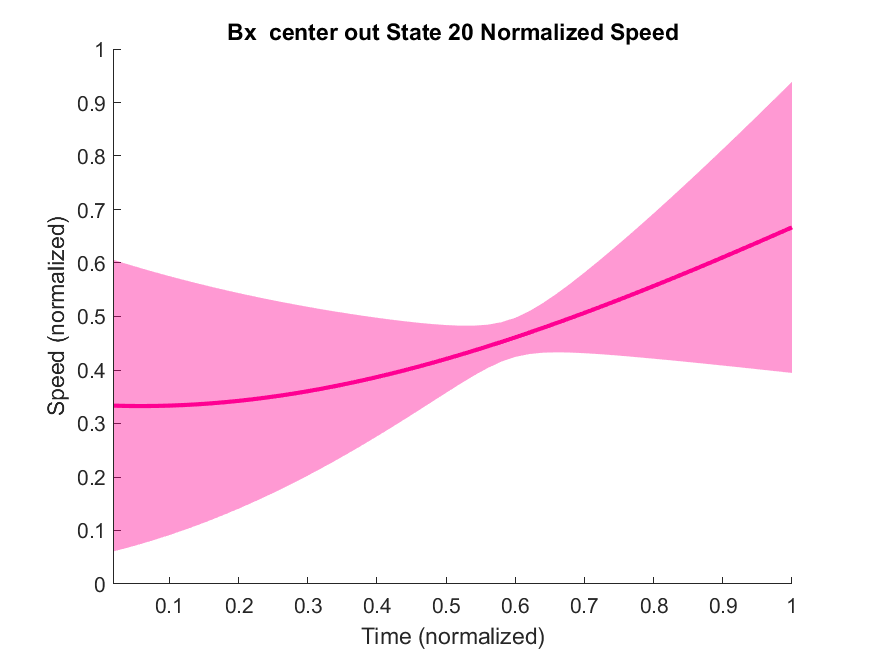 Bx  center out State 20 Normalized Speed
1
0.9
0.8
0.7
0.6
0.5
0.4
0.3
0.2
0.1
0
Speed (normalized)
0.1 0.2 0.3 0.4 0.5 0.6 0.7 0.8 0.9 1
Time (normalized)